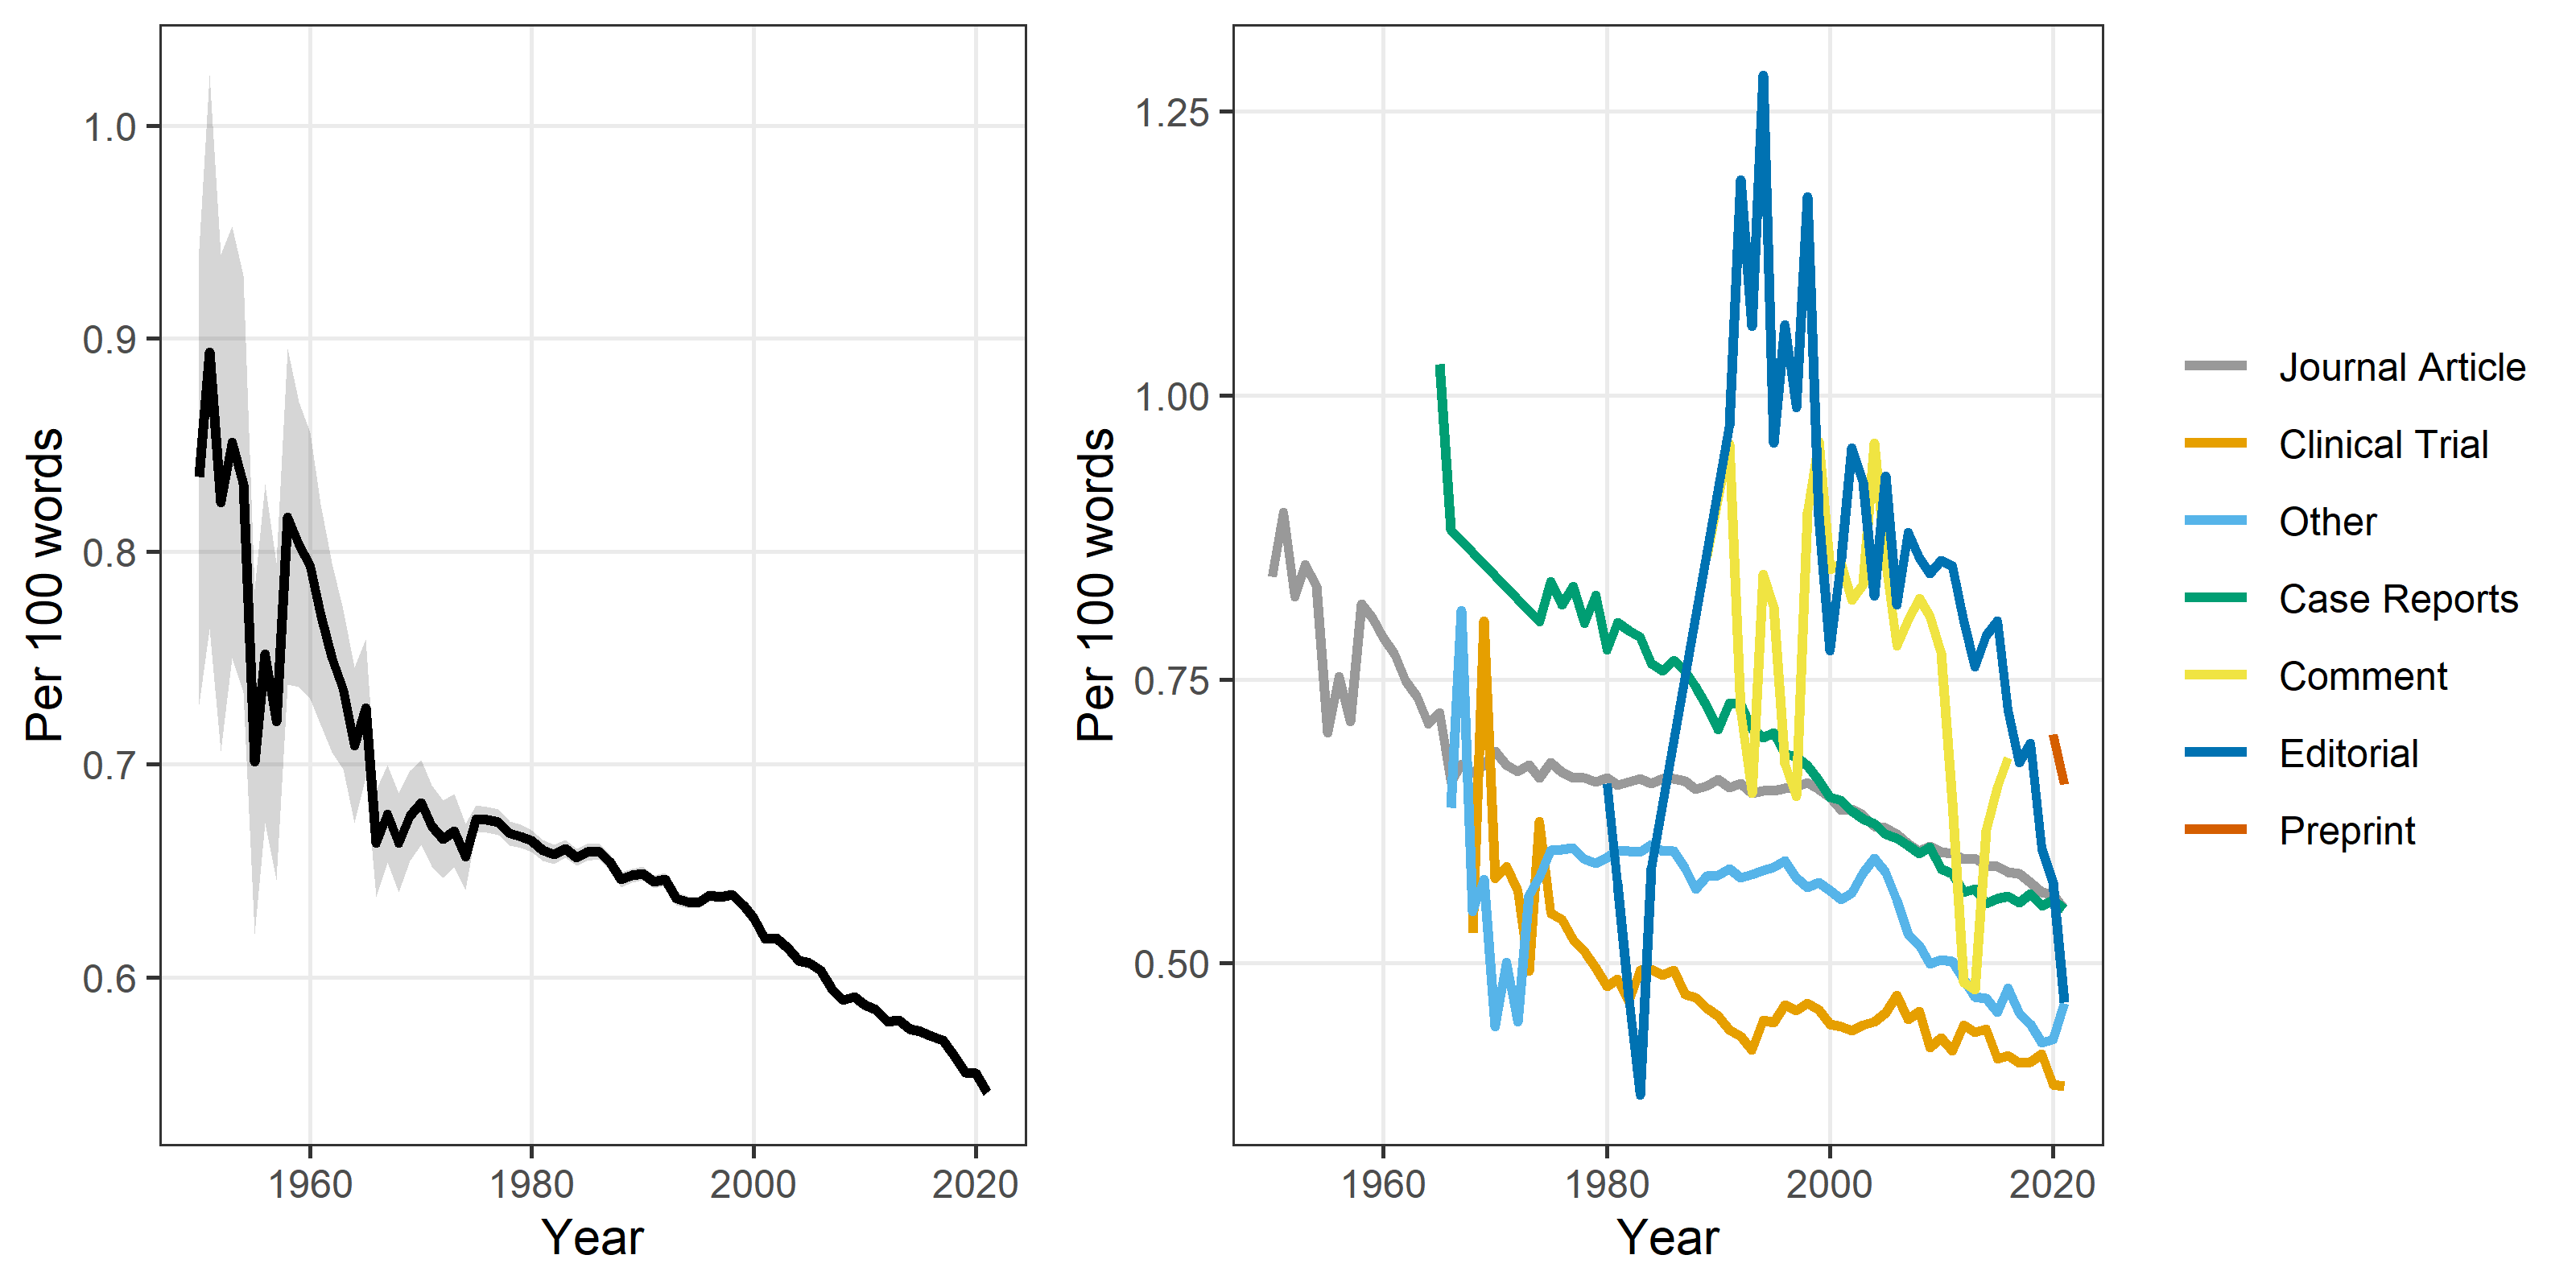 Per 100 words
1.0
0.9
0.8
0.7
0.6
1960 1980 2000 2020
Year
Per 100 words
1.25
1.00
0.75
0.50
1960 1980 2000 2020
Year
Journal Article
Clinical Trial
Other
Case Reports
Comment
Editorial
Preprint